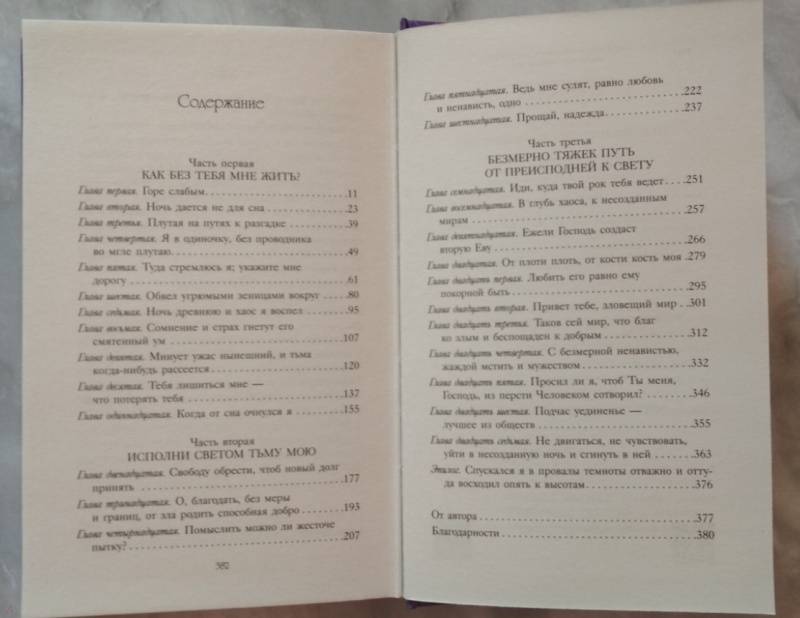 Содержание
Часть первая
КАК БЕЗ ТЕБЯ МНЕ ЖИТЬ?
Глава первая. Горе слабым..........................11
Глава вторая. Ночь дается не для сна..............23
Глава третья. Плутая на путях к разгадке..........39
Глава четвертая. Я в одиночку, без проводника
во мгле плутаю....................................49
Глава пятая. Туда стремлюсь я; укажите мне
дорогу............................................61
Глава шестая. Обвел угрюмыми зеницами вокруг......80
Глава седьмая. Ночь древнюю и хаос я воспел.......95
Глава восьмая. Сомнение и страх гнетут его
смятенный ум.....................................107
Глава девятая. Минует ужас нынешний, и тьма
когда-нибудь рассеется...........................120
Глава десятая. Тебя лишиться мне —
что потерять тебя................................137
Глава одиннадцатая. Когда от сна очнулся я.......155
Часть вторая
ИСПОЛНИ СВЕТОМ ТЬМУ МОЮ
Глава двенадцатая. Свободу обрести, чтоб новый долг
принять..........................................177
Глава тринадцатая. О, благодать, без меры
и границ, от зла родить способная добро..........193
Глава четырнадцатая. Помыслить можно ли жесточе
пытку?...........................................207
382
Глава пятнадцатая. Ведь мне сулят, равно любовь
и ненависть, одно................................222
Глава шестнадцатая. Прощай, надежда..............237
Часть третья
БЕЗМЕРНО ТЯЖЕК ПУТЬ
ОТ ПРЕИСПОДНЕЙ К СВЕТУ
Глава семнадцатая. Иди, куда твой рок тебя ведет....251
Глава восемнадцатая. В глубь хаоса, к несозданным
мирам............................................257
Глава девятнадцатая. Ежели Господь создаст
вторую Еву.......................................266
Глава двадцатая. От плоти плоть, от кости кость моя.279
Глава двадцать первая. Любить его равно ему
покорной быть....................................295
Глава двадцать вторая. Привет тебе, зловещий мир..301
Глава двадцать третья. Таков сей мир, что благ
ко злым и беспощаден к добрым....................312
Глава двадцать четвертая. С безмерной ненавистью,
жаждой мстить и мужеством........................332
Глава двадцать пятая. Просил ли я, чтоб Ты меня,
Господь, из персти Человеком сотворил?...........346
Глава двадцать шестая. Подчас уединенье —
лучшее из обществ................................355
Глава двадцать седьмая. Не двигаться, не чувствовать,
уйти в несозданную ночь и сгинуть в ней..........363
Эпилог. Спускался я в провалы темноты отважно и отту-
да восходил опять к высотам......................376
От автора........................................377
Благодарности....................................380